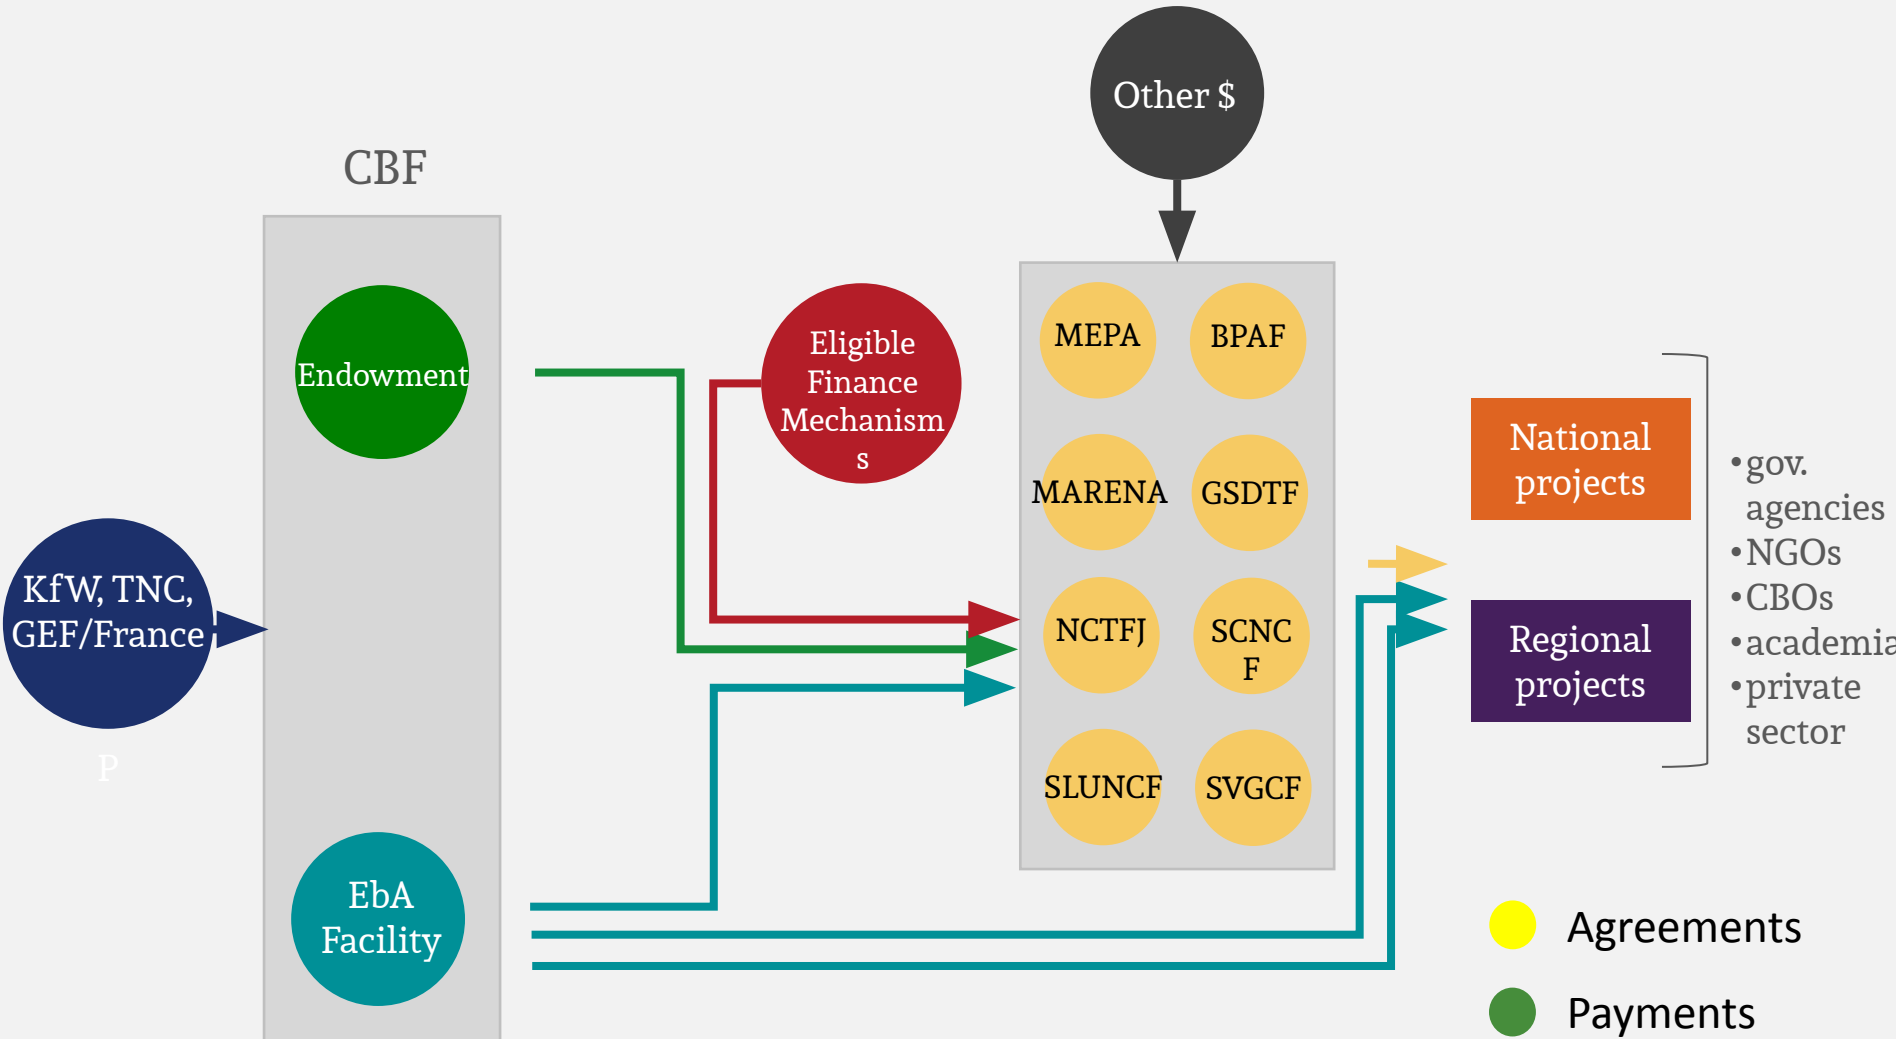 Other $
CBF
Endowment
Eligible
Finance
Mechanism
s
MEPA
BPAF
MARENA
GSDTF
NCTFJ
SCNC
F
SLUNCF
SVGCF
KfW, TNC,
GEF/France
P
EbA
Facility
National
projects
Regional
projects
•gov.
agencies
•NGOs
•CBOs
•academia
•private
sector
Agreements
Payments